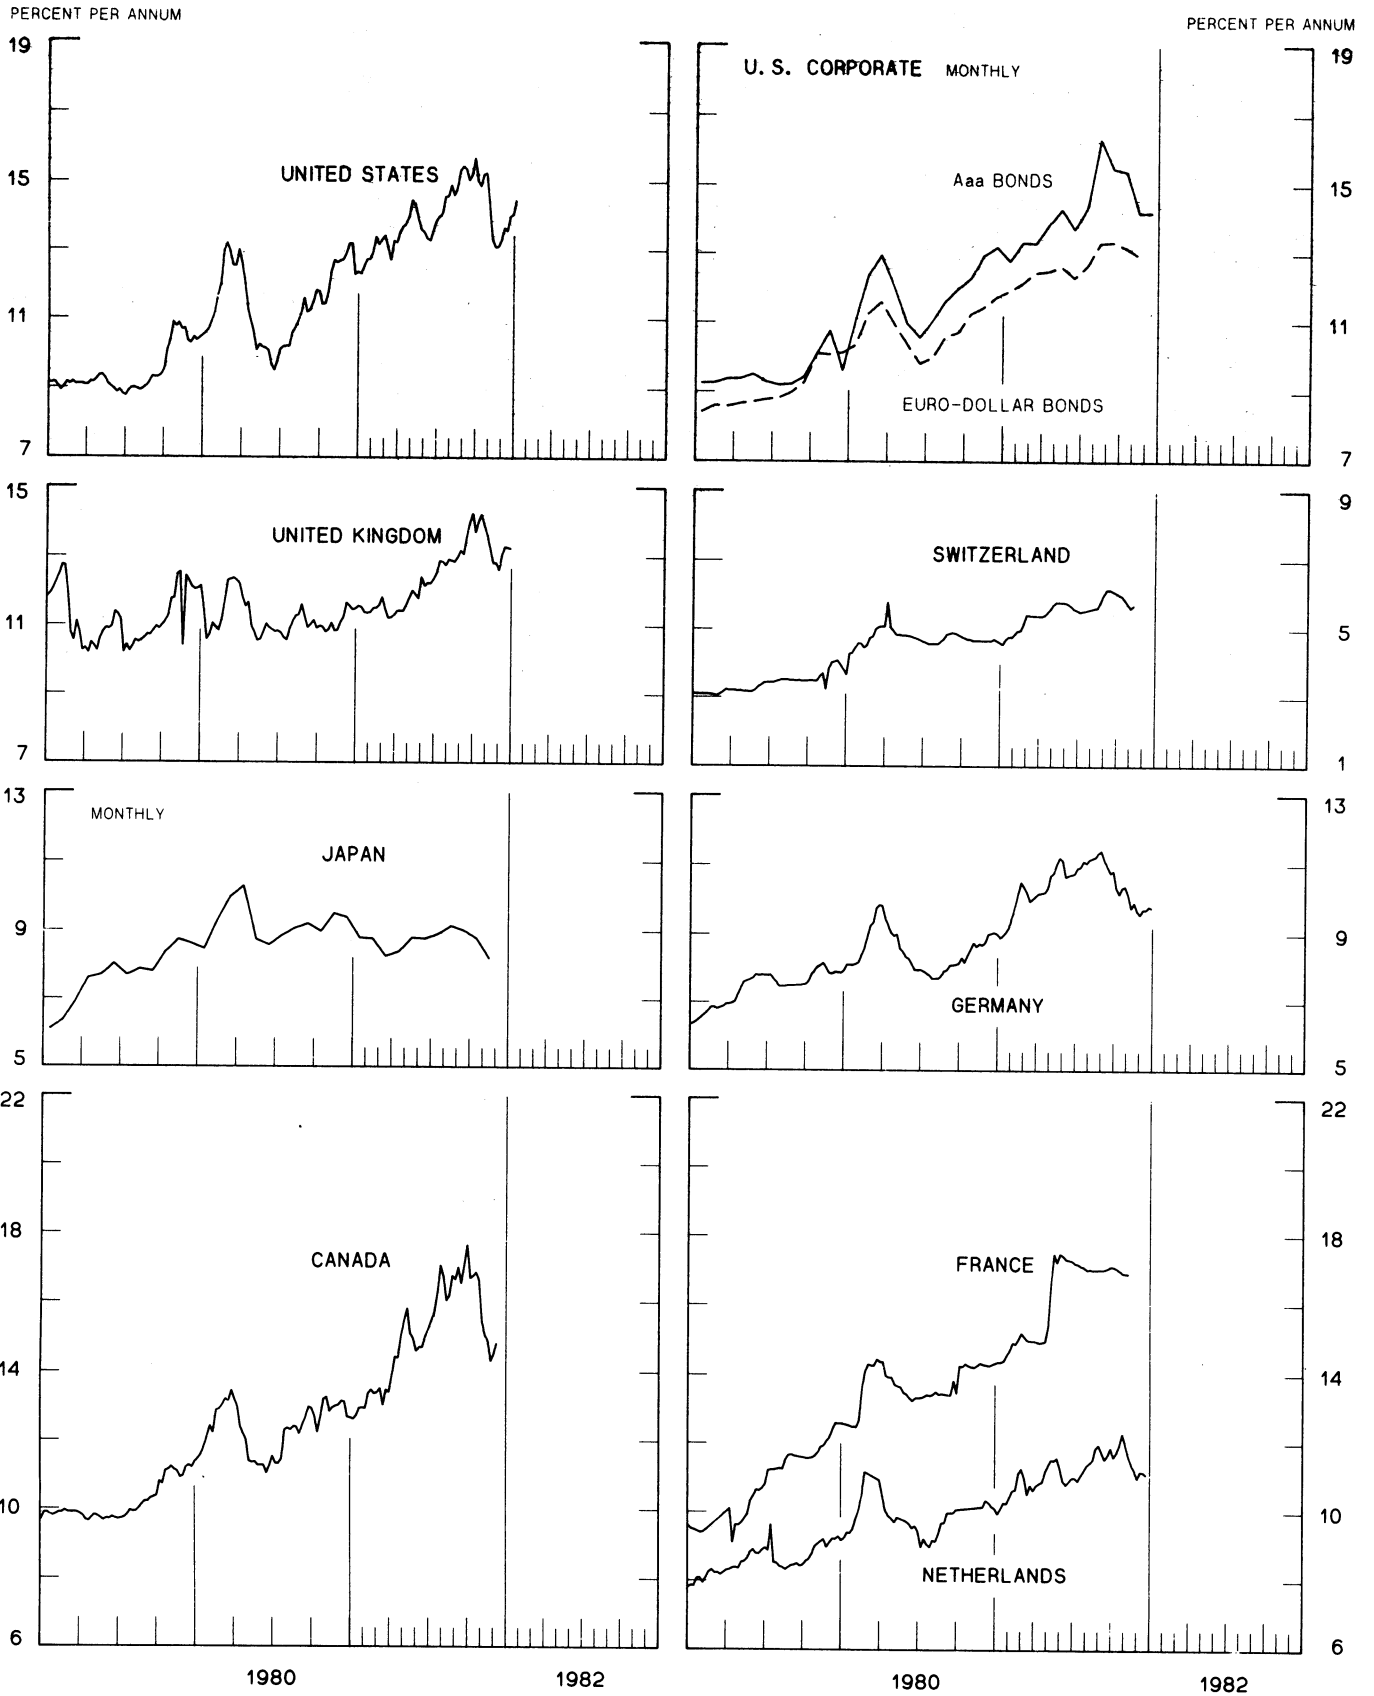 PERCENT PER ANNUM
PERCENT PER ANNUM
19
15
11
7
UNITED STATES
U. S. CORPORATE MONTHLY
Aaa BONDS
EURO-DOLLAR BONDS
19
15
11
7
15
11
7
UNITED KINGDOM
SWITZERLAND
9
5
1
13
9
5
MONTHLY
JAPAN
GERMANY
13
9
5
22
18
14
10
6
CANADA
FRANCE
NETHERLANDS
22
18
14
10
6
1980 1982
1980 1982